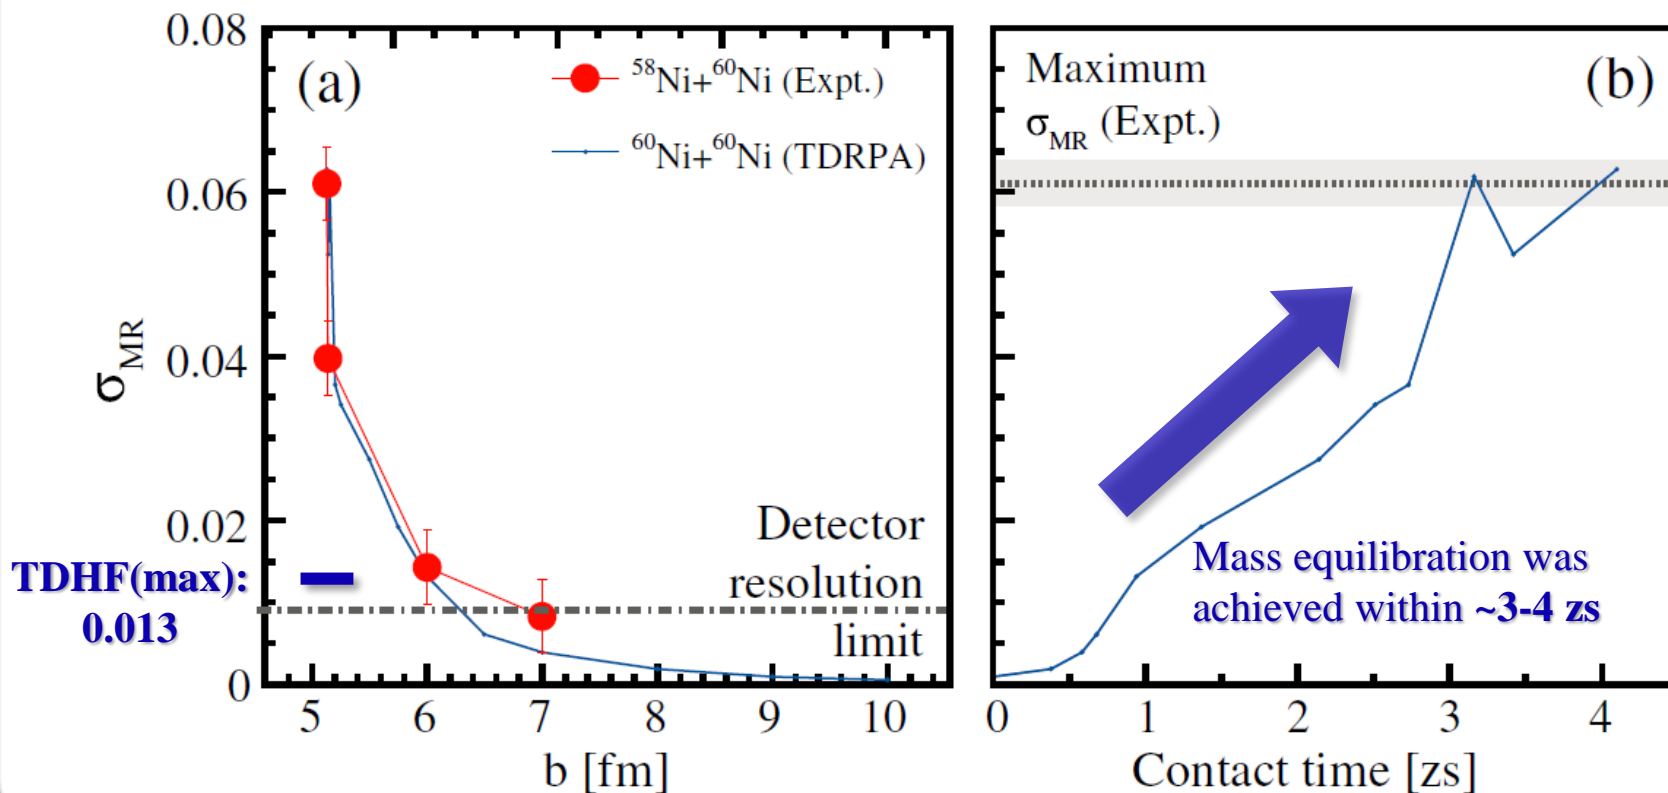 0.08
0.06
0.04
0.02
0
σMR
(a)
⁵⁸Ni+⁶⁰Ni (Expt.)
⁶⁰Ni+⁶⁰Ni (TDRPA)
Detector
resolution
limit
TDHF(max):
0.013
5 6 7 8 9 10
b [fm]
Maximum
σMR (Expt.)
(b)
Mass equilibration was
achieved within ~3-4 zs
0 1 2 3 4
Contact time [zs]